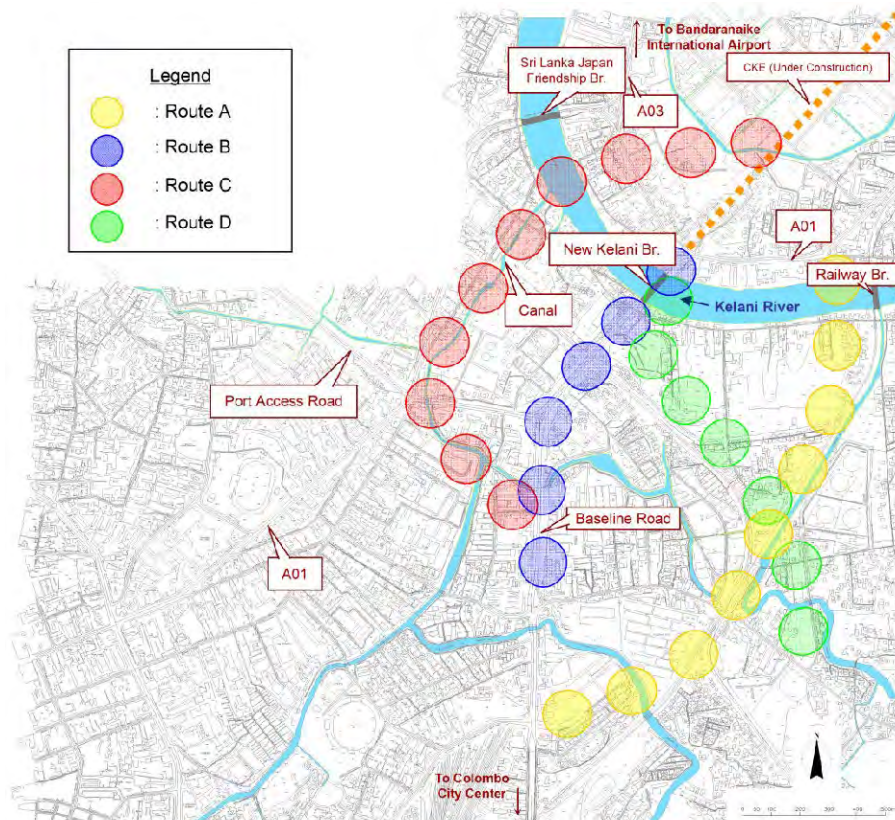 Legend
: Route A
: Route B
: Route C
: Route D
To Bandaranaike
International Airport
Sri Lanka Japan
Friendship Br.
CKE (Under Construction)
A03
A01
New Kelani Br.
Railway Br.
Kelani River
Canal
Port Access Road
Baseline Road
A01
To Colombo
City Center